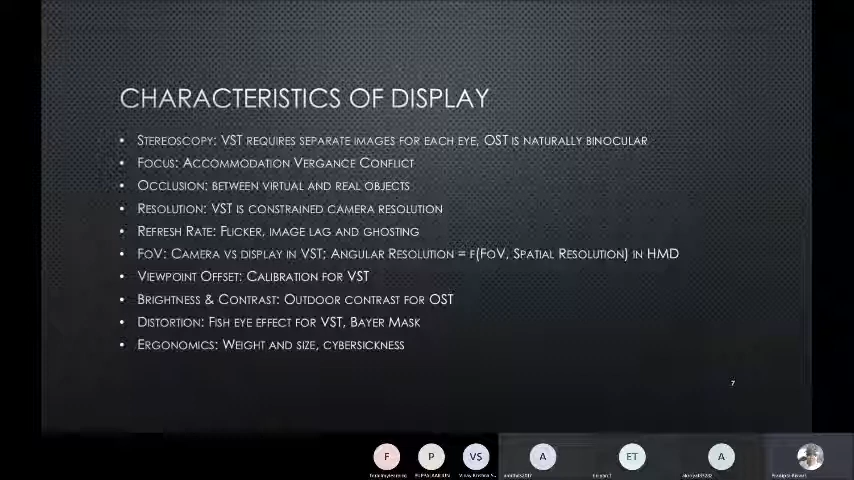 CHARACTERISTICS OF DISPLAY
• STEREOSCOPY: VST REQUIRES SEPARATE IMAGES FOR EACH EYE, OST IS NATURALLY BINOCULAR
• FOCUS: ACCOMMODATION VERGANCE CONFLICT
• OCCLUSION: BETWEEN VIRTUAL AND REAL OBJECTS
• RESOLUTION: VST IS CONSTRAINED CAMERA RESOLUTION
• REFRESH RATE: FLICKER, IMAGE LAG AND GHOSTING
• FOV: CAMERA VS DISPLAY IN VST; ANGULAR RESOLUTION = F(FOV, SPATIAL RESOLUTION) IN HMD
• VIEWPOINT OFFSET: CALIBRATION FOR VST
• BRIGHTNESS & CONTRAST: OUTDOOR CONTRAST FOR OST
• DISTORTION: FISH EYE EFFECT FOR VST, BAYER MASK
• ERGONOMICS: WEIGHT AND SIZE, CYBERSICKNESS
7
F P VS A ET A